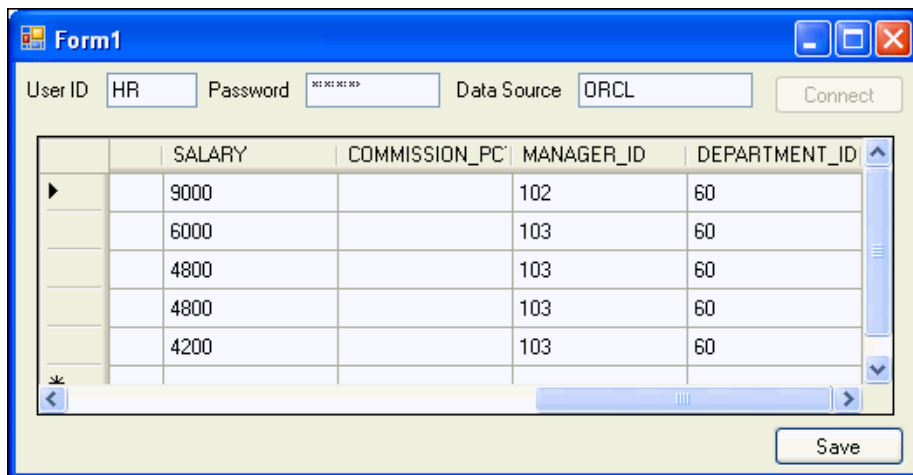 Form1
User ID HR Password ***** Data Source ORCL Connect
SALARY COMMISSION_PC MANAGER_ID DEPARTMENT_ID
9000 102 60
6000 103 60
4800 103 60
4800 103 60
4200 103 60
Save